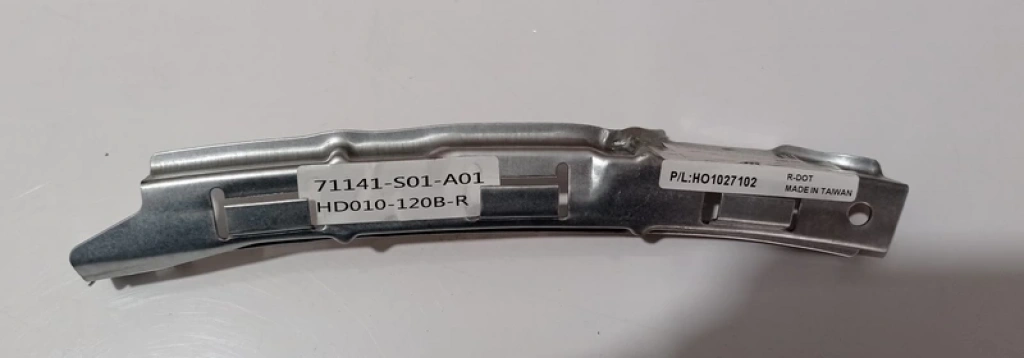 71141-S01-A01
HD010-120B-R
P/L:HO1027102
R-DOT
MADE IN TAIWAN